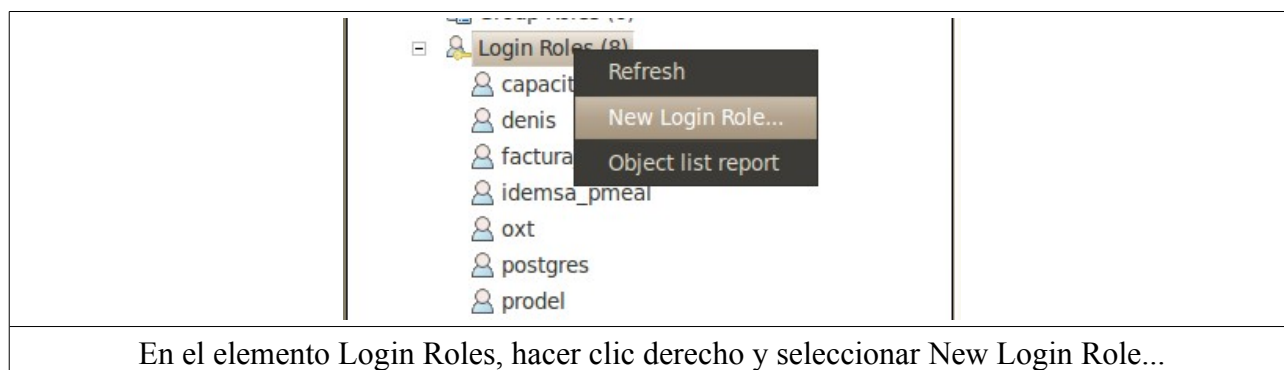 Login Roles (8)
Refresh
New Login Role...
denis
Object list report
idemsa_pmeal
oxt
postgres
prodel
En el elemento Login Roles, hacer clic derecho y seleccionar New Login Role...